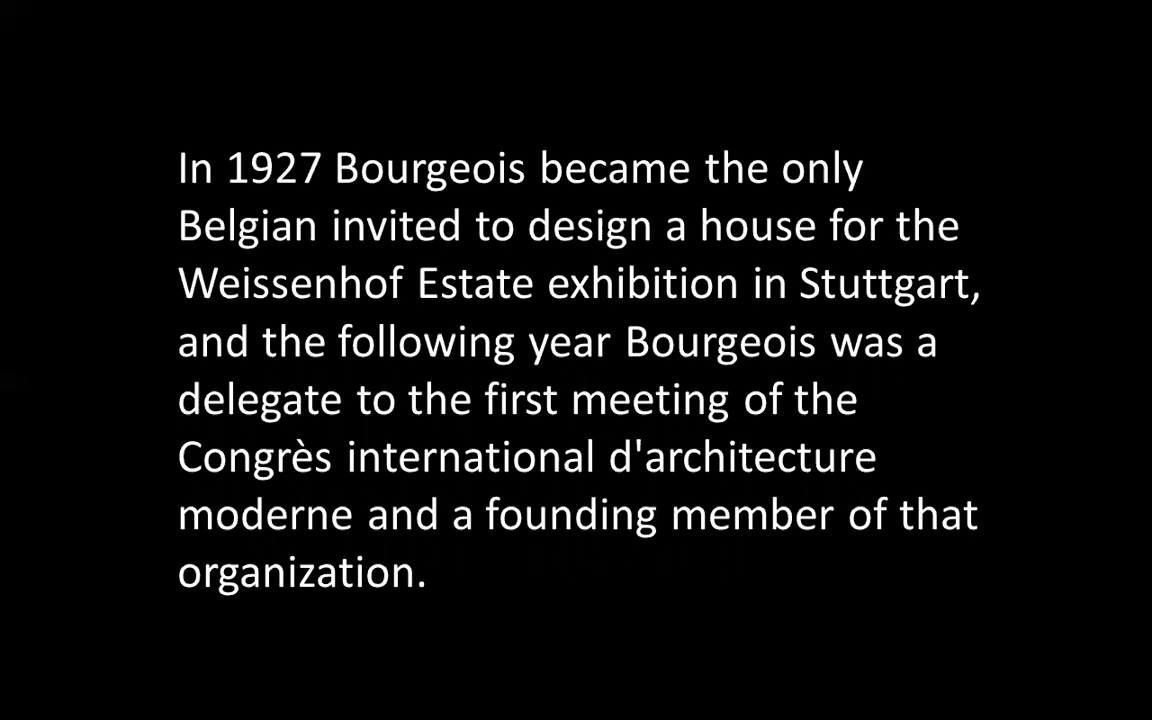 In 1927 Bourgeois became the only
Belgian invited to design a house for the
Weissenhof Estate exhibition in Stuttgart,
and the following year Bourgeois was a
delegate to the first meeting of the
Congrès international d'architecture
moderne and a founding member of that
organization.